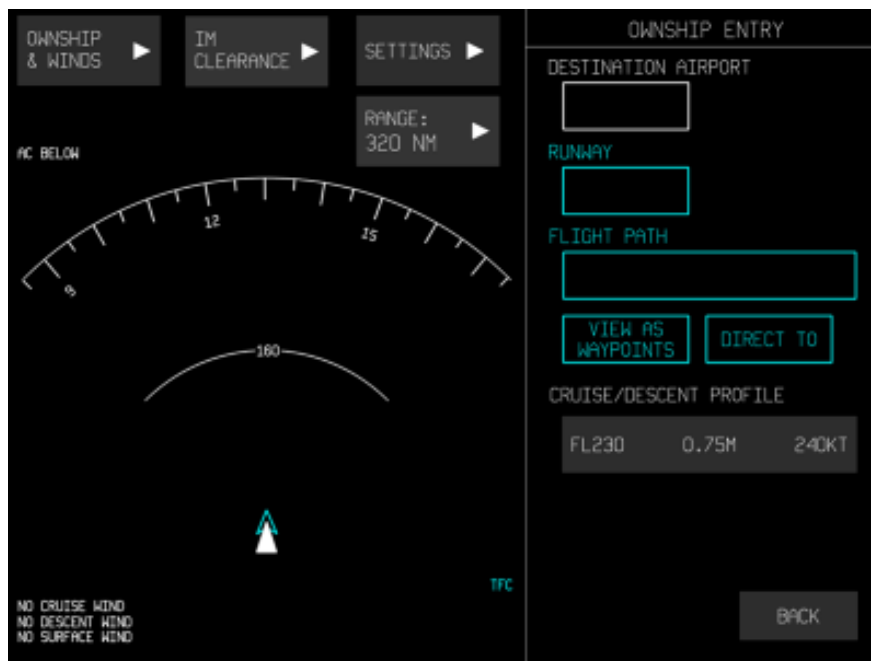 OWNSHIP
& WINDS
IM
CLEARANCE
SETTINGS
RANGE:
320 NM
AC BELOW
9
12
15
160
TFC
NO CRUISE WIND
NO DESCENT WIND
NO SURFACE WIND
OWNSHIP ENTRY
DESTINATION AIRPORT
RUNWAY
FLIGHT PATH
VIEW AS
WAYPOINTS
DIRECT TO
CRUISE/DESCENT PROFILE
FL230 0.75M 240KT
BACK